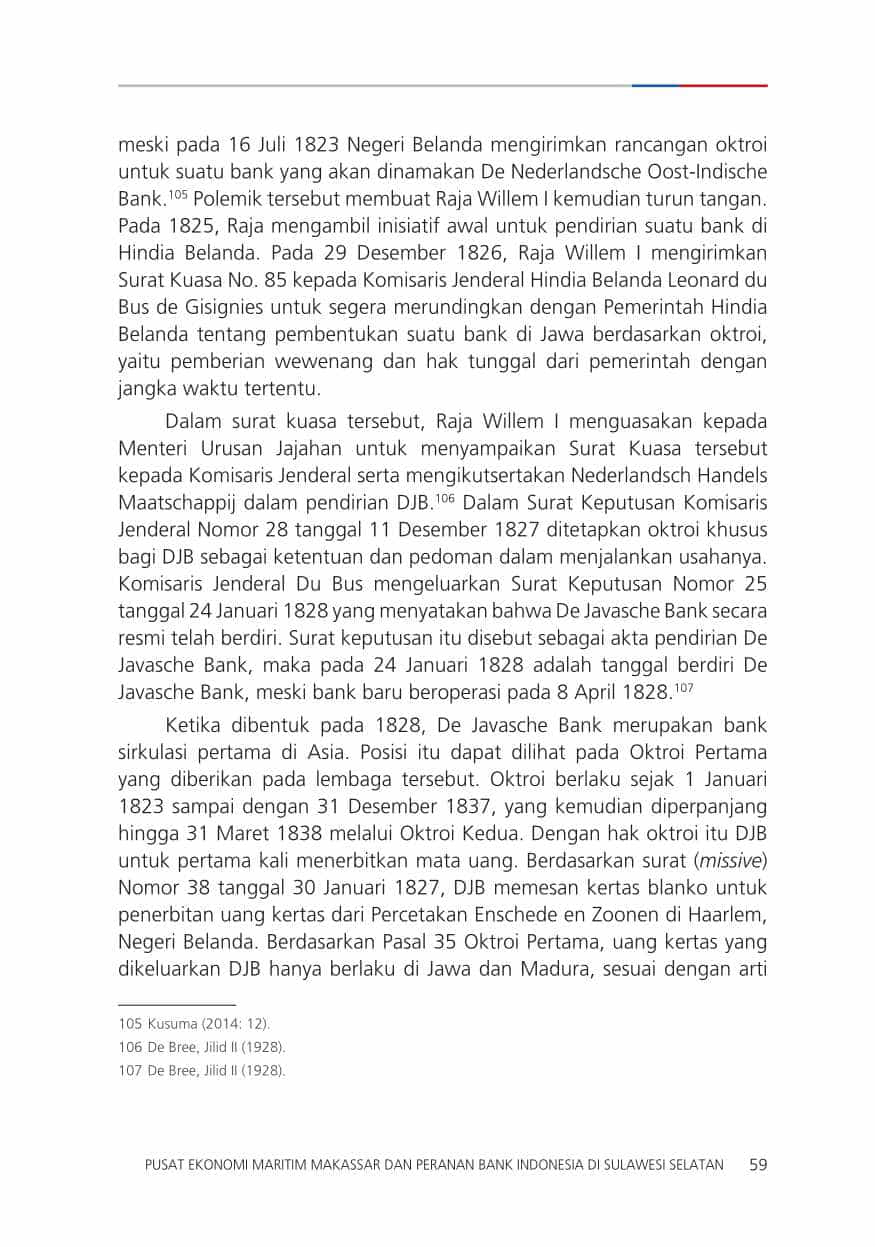 meski pada 16 Juli 1823 Negeri Belanda mengirimkan rancangan oktroi
untuk suatu bank yang akan dinamakan De Nederlandsche Oost-Indische
Bank.105 Polemik tersebut membuat Raja Willem I kemudian turun tangan.
Pada 1825, Raja mengambil inisiatif awal untuk pendirian suatu bank di
Hindia Belanda. Pada 29 Desember 1826, Raja Willem I mengirimkan
Surat Kuasa No. 85 kepada Komisaris Jenderal Hindia Belanda Leonard du
Bus de Gisignies untuk segera merundingkan dengan Pemerintah Hindia
Belanda tentang pembentukan suatu bank di Jawa berdasarkan oktroi,
yaitu pemberian wewenang dan hak tunggal dari pemerintah dengan
jangka waktu tertentu.
Dalam surat kuasa tersebut, Raja Willem I menguasakan kepada
Menteri Urusan Jajahan untuk menyampaikan Surat Kuasa tersebut
kepada Komisaris Jenderal serta mengikutsertakan Nederlandsch Handels
Maatschappij dalam pendirian DJB.106 Dalam Surat Keputusan Komisaris
Jenderal Nomor 28 tanggal 11 Desember 1827 ditetapkan oktroi khusus
bagi DJB sebagai ketentuan dan pedoman dalam menjalankan usahanya.
Komisaris Jenderal Du Bus mengeluarkan Surat Keputusan Nomor 25
tanggal 24 Januari 1828 yang menyatakan bahwa De Javasche Bank secara
resmi telah berdiri. Surat keputusan itu disebut sebagai akta pendirian De
Javasche Bank, maka pada 24 Januari 1828 adalah tanggal berdiri De
Javasche Bank, meski bank baru beroperasi pada 8 April 1828.107
Ketika dibentuk pada 1828, De Javasche Bank merupakan bank
sirkulasi pertama di Asia. Posisi itu dapat dilihat pada Oktroi Pertama
yang diberikan pada lembaga tersebut. Oktroi berlaku sejak 1 Januari
1823 sampai dengan 31 Desember 1837, yang kemudian diperpanjang
hingga 31 Maret 1838 melalui Oktroi Kedua. Dengan hak oktroi itu DJB
untuk pertama kali menerbitkan mata uang. Berdasarkan surat (missive)
Nomor 38 tanggal 30 Januari 1827, DJB memesan kertas blanko untuk
penerbitan uang kertas dari Percetakan Enschede en Zoonen di Haarlem,
Negeri Belanda. Berdasarkan Pasal 35 Oktroi Pertama, uang kertas yang
dikeluarkan DJB hanya berlaku di Jawa dan Madura, sesuai dengan arti
105 Kusuma (2014: 12).
106 De Bree, Jilid II (1928).
107 De Bree, Jilid II (1928).
PUSAT EKONOMI MARITIM MAKASSAR DAN PERANAN BANK INDONESIA DI SULAWESI SELATAN 59